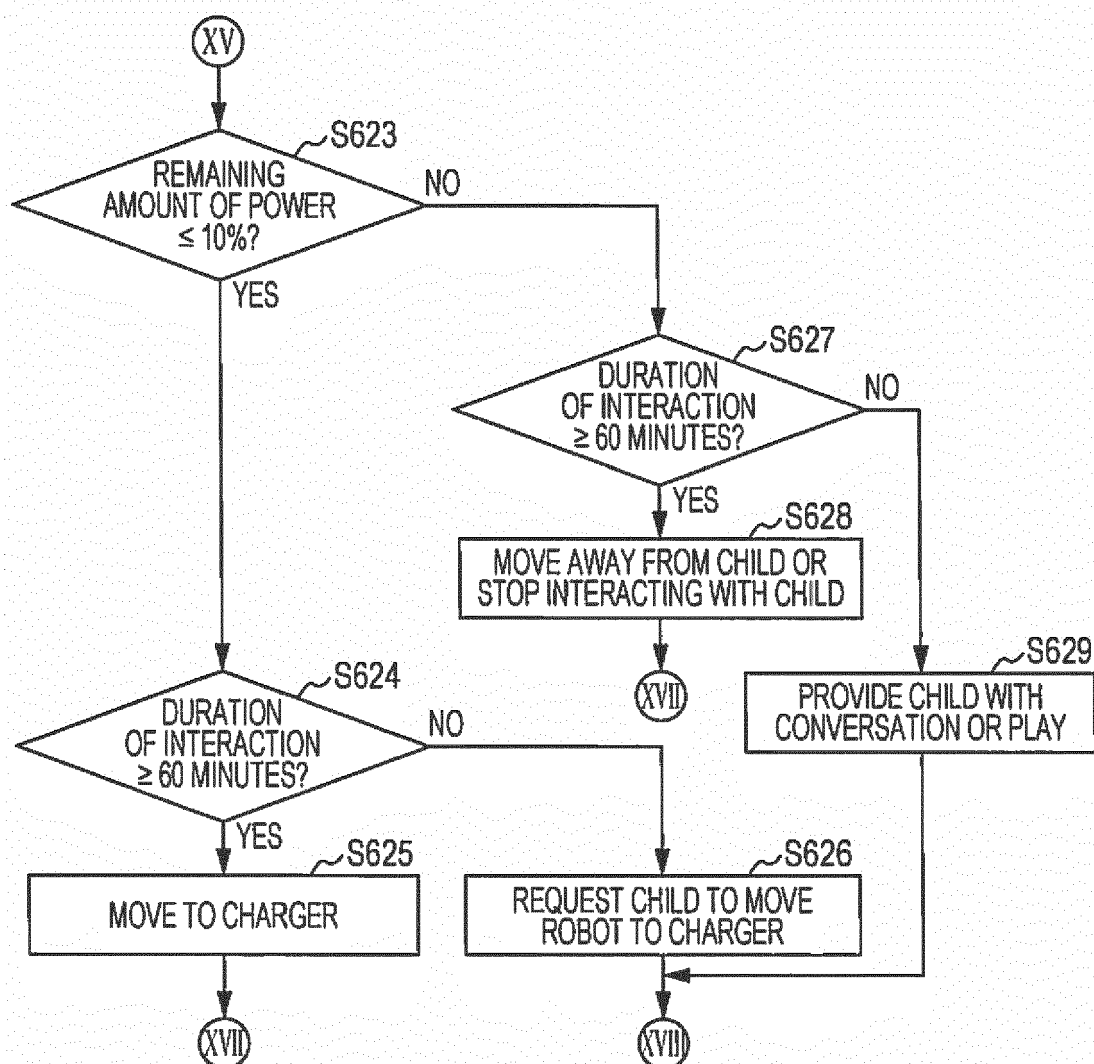 XV
S623
REMAINING
AMOUNT OF POWER
≤ 10%?
NO
YES
S627
DURATION
OF INTERACTION
≥ 60 MINUTES?
NO
YES
S628
MOVE AWAY FROM CHILD OR
STOP INTERACTING WITH CHILD
XVII
S629
PROVIDE CHILD WITH
CONVERSATION OR PLAY
S624
DURATION
OF INTERACTION
≥ 60 MINUTES?
NO
YES
S625
MOVE TO CHARGER
S626
REQUEST CHILD TO MOVE
ROBOT TO CHARGER
XVII
XVIII